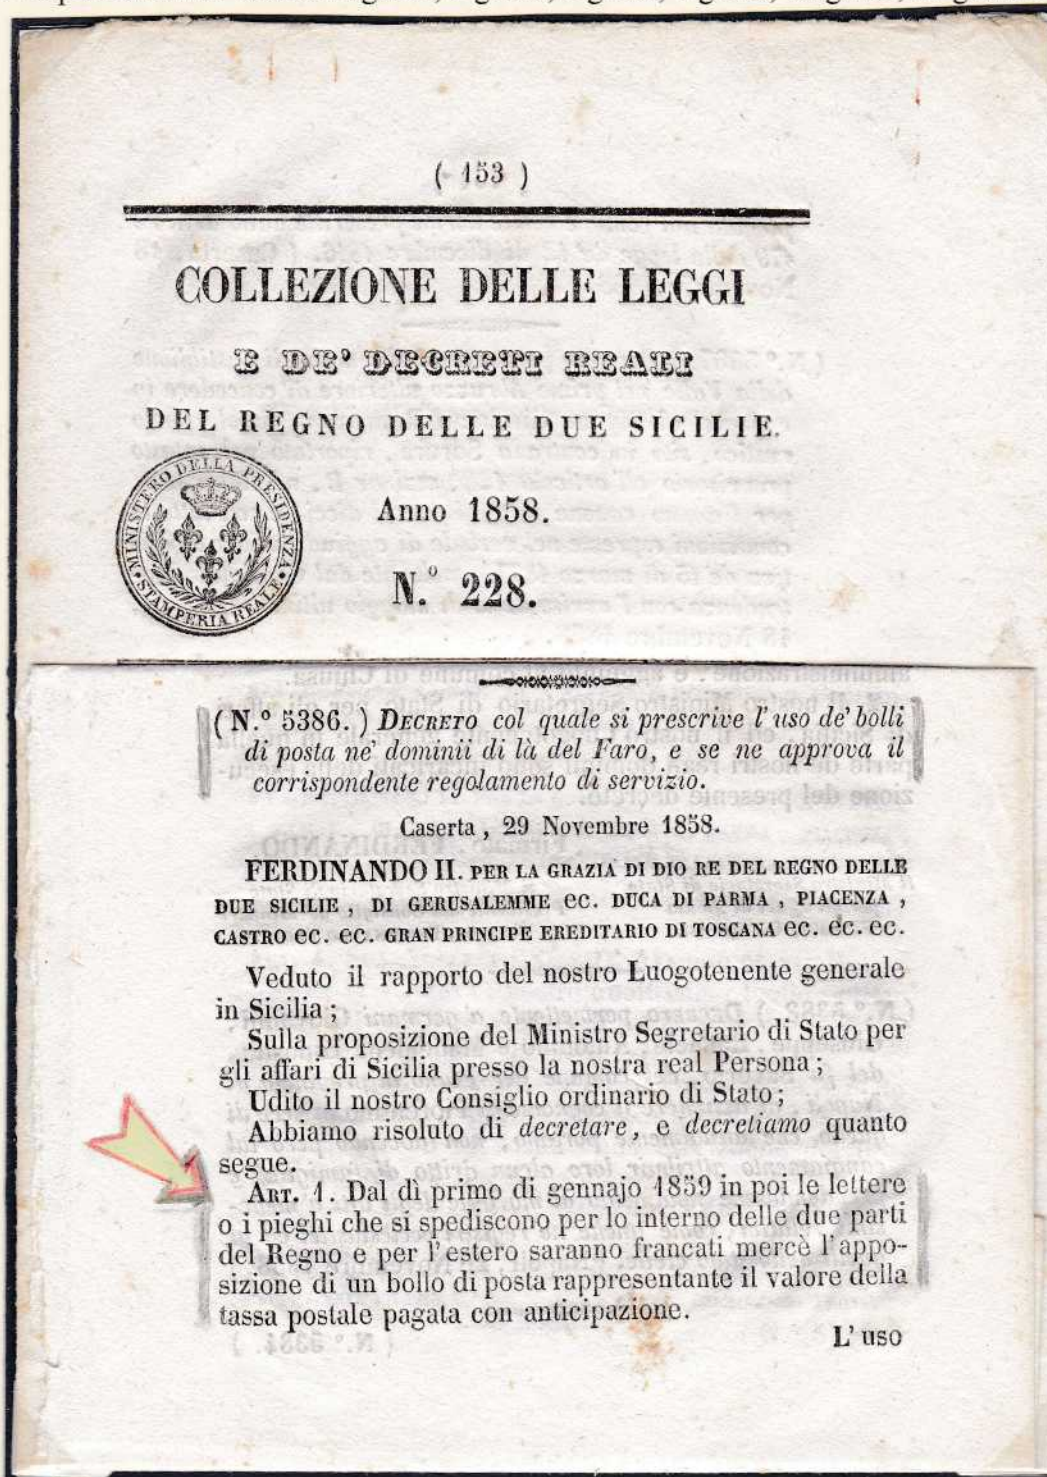 ( 153 )
COLLEZIONE DELLE LEGGI
E DE' DECRETI REALI
DEL REGNO DELLE DUE SICILIE.
MINISTERO DELLA PRESIDENZA
STAMPERIA REALE
Anno 1858.
N.° 228.
( N.° 5386. ) DECRETO col quale si prescrive l'uso de' bolli
di posta ne' dominii di là del Faro, e se ne approva il
corrispondente regolamento di servizio.
Caserta , 29 Novembre 1858.
FERDINANDO II. PER LA GRAZIA DI DIO RE DEL REGNO DELLE
DUE SICILIE , DI GERUSALEMME EC. DUCA DI PARMA , PIACENZA ,
CASTRO EC. EC. GRAN PRINCIPE EREDITARIO DI TOSCANA EC. EC. EC.
Veduto il rapporto del nostro Luogotenente generale
in Sicilia ;
Sulla proposizione del Ministro Segretario di Stato per
gli affari di Sicilia presso la nostra real Persona ;
Udito il nostro Consiglio ordinario di Stato ;
Abbiamo risoluto di decretare, e decretiamo quanto
segue.
ART. 1. Dal dì primo di gennajo 1859 in poi le lettere
o i pieghi che si spediscono per lo interno delle due parti
del Regno e per l'estero saranno francati mercè l'appo-
sizione di un bollo di posta rappresentante il valore della
tassa postale pagata con anticipazione.
L' uso